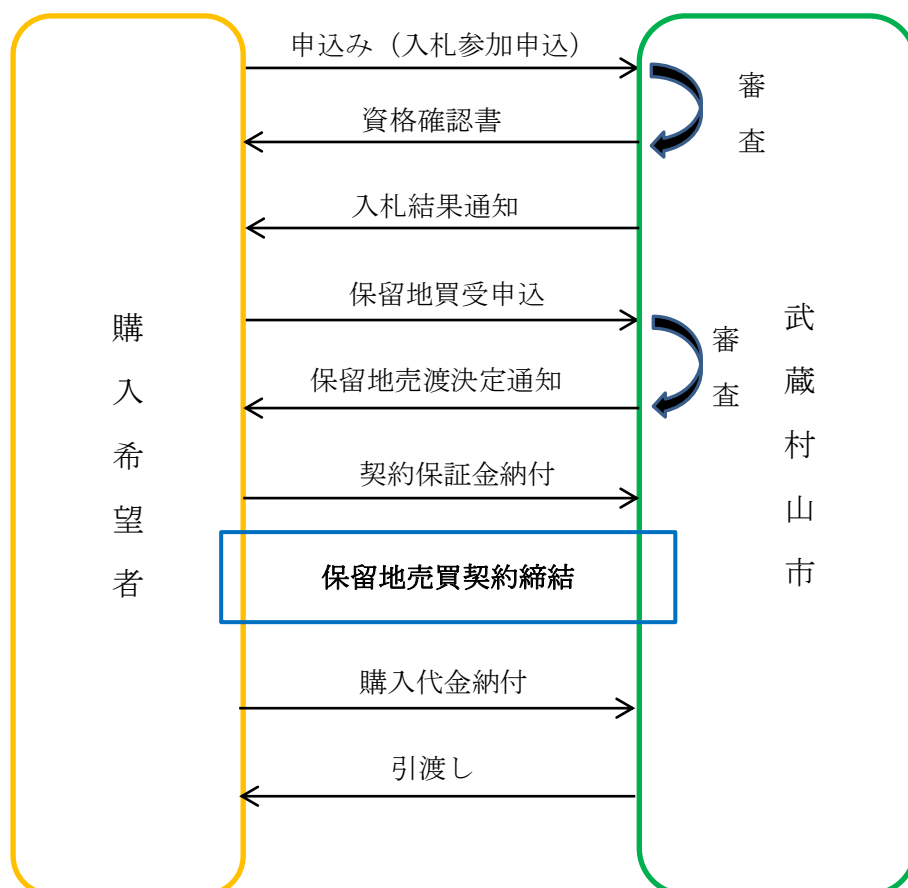 申込み（入札参加申込）
審査
資格確認書
入札結果通知
保留地買受申込
審査
保留地売渡決定通知
購入希望者
武蔵村山市
契約保証金納付
保留地売買契約締結
購入代金納付
引渡し